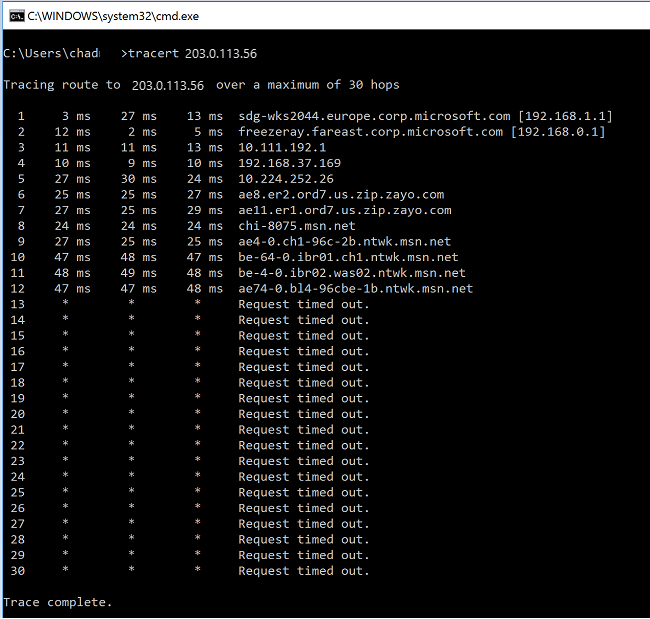 C:\WINDOWS\system32\cmd.exe
C:\Users\chad >tracert 203.0.113.56
Tracing route to 203.0.113.56 over a maximum of 30 hops
1 3 ms 27 ms 13 ms sdg-wks2044.europe.corp.microsoft.com [192.168.1.1]
2 12 ms 2 ms 5 ms freezeray.fareast.corp.microsoft.com [192.168.0.1]
3 11 ms 11 ms 13 ms 10.111.192.1
4 10 ms 9 ms 10 ms 192.168.37.169
5 27 ms 30 ms 24 ms 10.224.252.26
6 25 ms 25 ms 27 ms ae8.er2.ord7.us.zip.zayo.com
7 27 ms 25 ms 29 ms ae11.er1.ord7.us.zip.zayo.com
8 24 ms 24 ms 24 ms chi-8075.msn.net
9 27 ms 25 ms 25 ms ae4-0.ch1-96c-2b.ntwk.msn.net
10 47 ms 48 ms 47 ms be-64-0.ibr01.ch1.ntwk.msn.net
11 48 ms 49 ms 48 ms be-4-0.ibr02.was02.ntwk.msn.net
12 47 ms 47 ms 48 ms ae74-0.bl4-96cbe-1b.ntwk.msn.net
13 * * * Request timed out.
14 * * * Request timed out.
15 * * * Request timed out.
16 * * * Request timed out.
17 * * * Request timed out.
18 * * * Request timed out.
19 * * * Request timed out.
20 * * * Request timed out.
21 * * * Request timed out.
22 * * * Request timed out.
23 * * * Request timed out.
24 * * * Request timed out.
25 * * * Request timed out.
26 * * * Request timed out.
27 * * * Request timed out.
28 * * * Request timed out.
29 * * * Request timed out.
30 * * * Request timed out.
Trace complete.